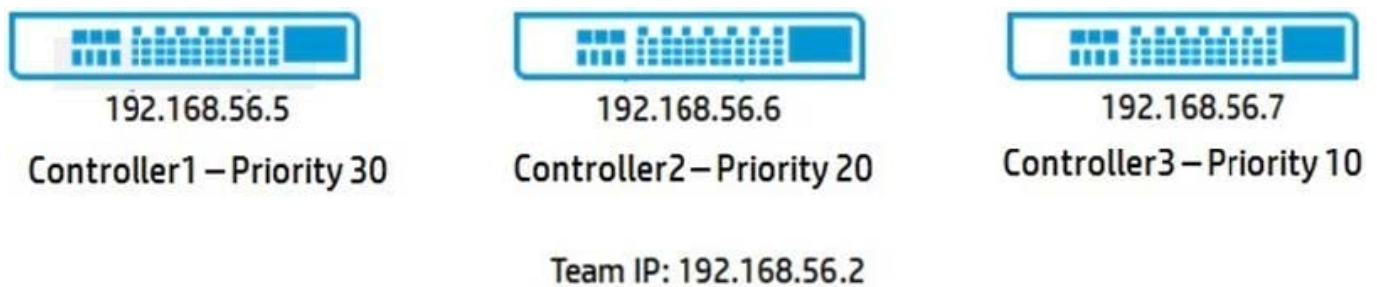 192.168.56.5
192.168.56.6
192.168.56.7
Controller1 – Priority 30
Controller2 – Priority 20
Controller3 – Priority 10
Team IP: 192.168.56.2